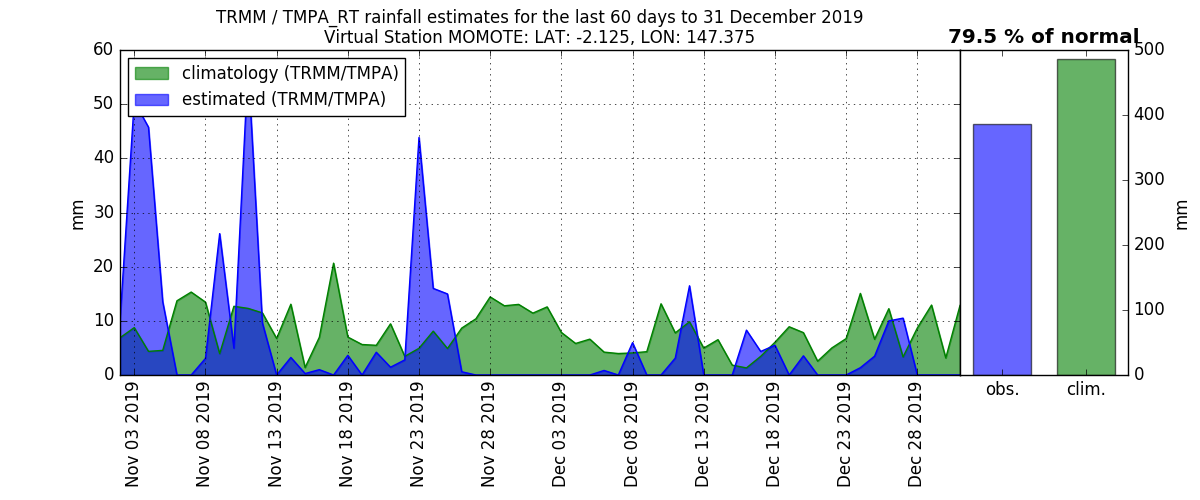 TRMM / TMPA_RT rainfall estimates for the last 60 days to 31 December 2019
Virtual Station MOMOTE: LAT: -2.125, LON: 147.375
79.5 % of normal
climatology (TRMM/TMPA)
estimated (TRMM/TMPA)
mm
60
50
40
30
20
10
0
Nov 03 2019
Nov 08 2019
Nov 13 2019
Nov 18 2019
Nov 23 2019
Nov 28 2019
Dec 03 2019
Dec 08 2019
Dec 13 2019
Dec 18 2019
Dec 23 2019
Dec 28 2019
obs.
clim.
500
400
300
200
100
0
mm